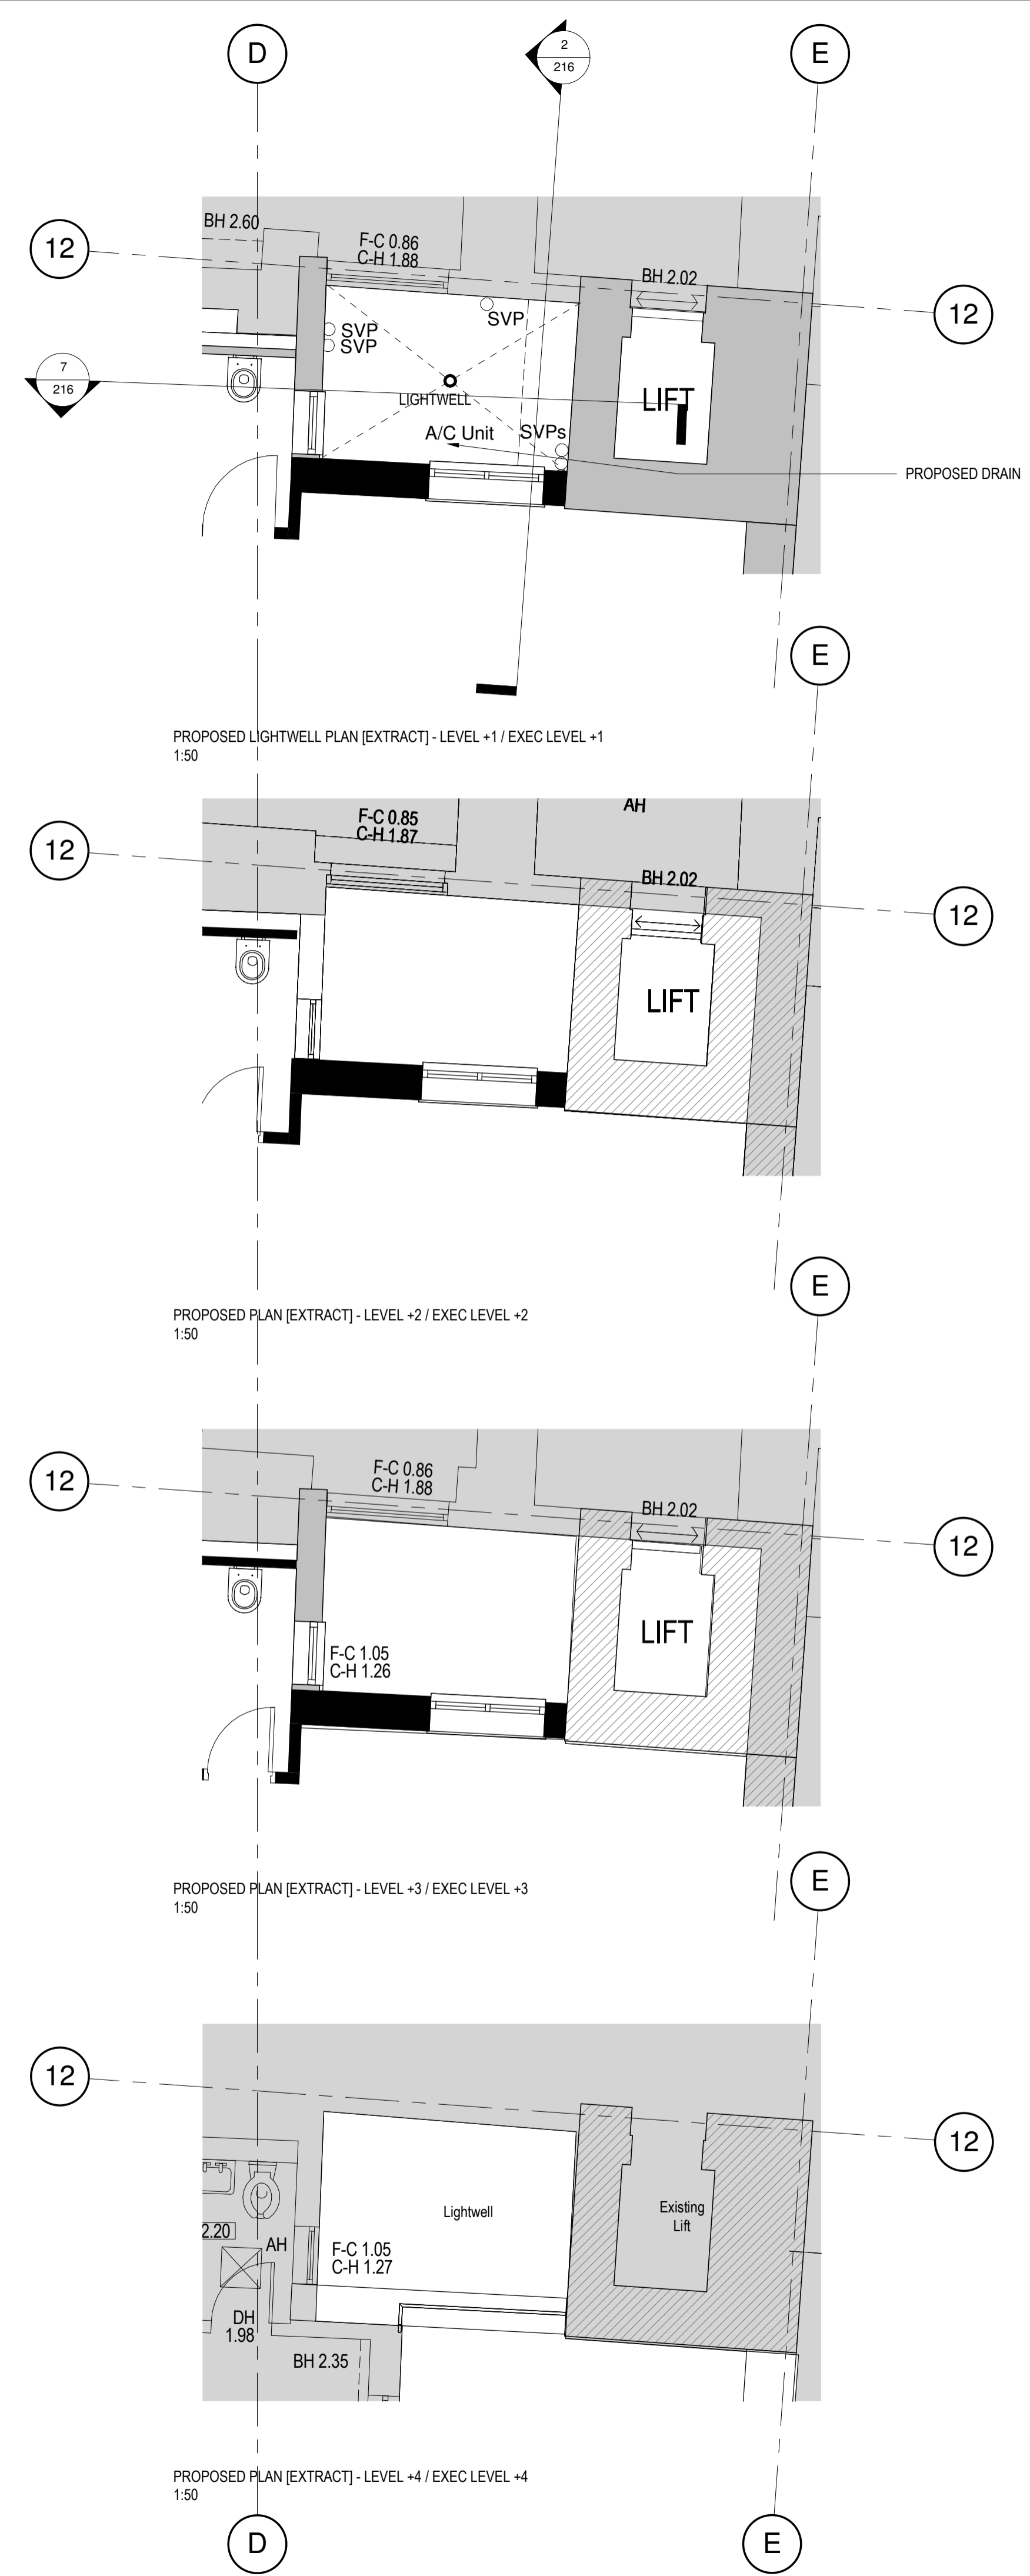 D
2
216
E
BH 2.60
F-C 0.86
C-H 1.88
12
BH 2.02
12
SVP
SVP
SVP
7
216
LIGHTWELL
LIFT
A/C Unit
SVPs
PROPOSED DRAIN
E
PROPOSED LIGHTWELL PLAN [EXTRACT] - LEVEL +1 / EXEC LEVEL +1
1:50
AH
F-C 0.85
C-H 1.87
12
BH 2.02
12
LIFT
E
PROPOSED PLAN [EXTRACT] - LEVEL +2 / EXEC LEVEL +2
1:50
F-C 0.86
C-H 1.88
12
BH 2.02
12
LIFT
F-C 1.05
C-H 1.26
E
PROPOSED PLAN [EXTRACT] - LEVEL +3 / EXEC LEVEL +3
1:50
12
12
Lightwell
Existing
Lift
2.20
AH
F-C 1.05
C-H 1.27
DH
1.98
BH 2.35
PROPOSED PLAN [EXTRACT] - LEVEL +4 / EXEC LEVEL +4
1:50
D
E